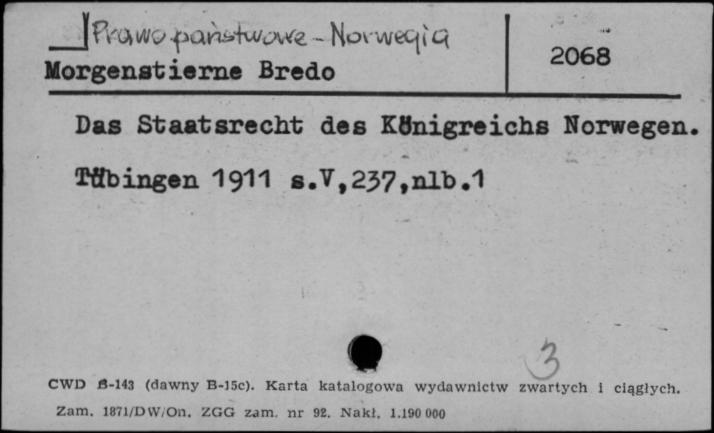 Prawo państwowe - Norwegia
2068
Morgenstierne Bredo
Das Staatsrecht des Königreichs Norwegen.
Tübingen 1911 s.V,237,nlb.1
3
CWD B-143 (dawny B-15c). Karta katalogowa wydawnictw zwartych i ciągłych.
Zam. 1871/DW/On. ZGG zam. nr 92. Nakł. 1.190 000